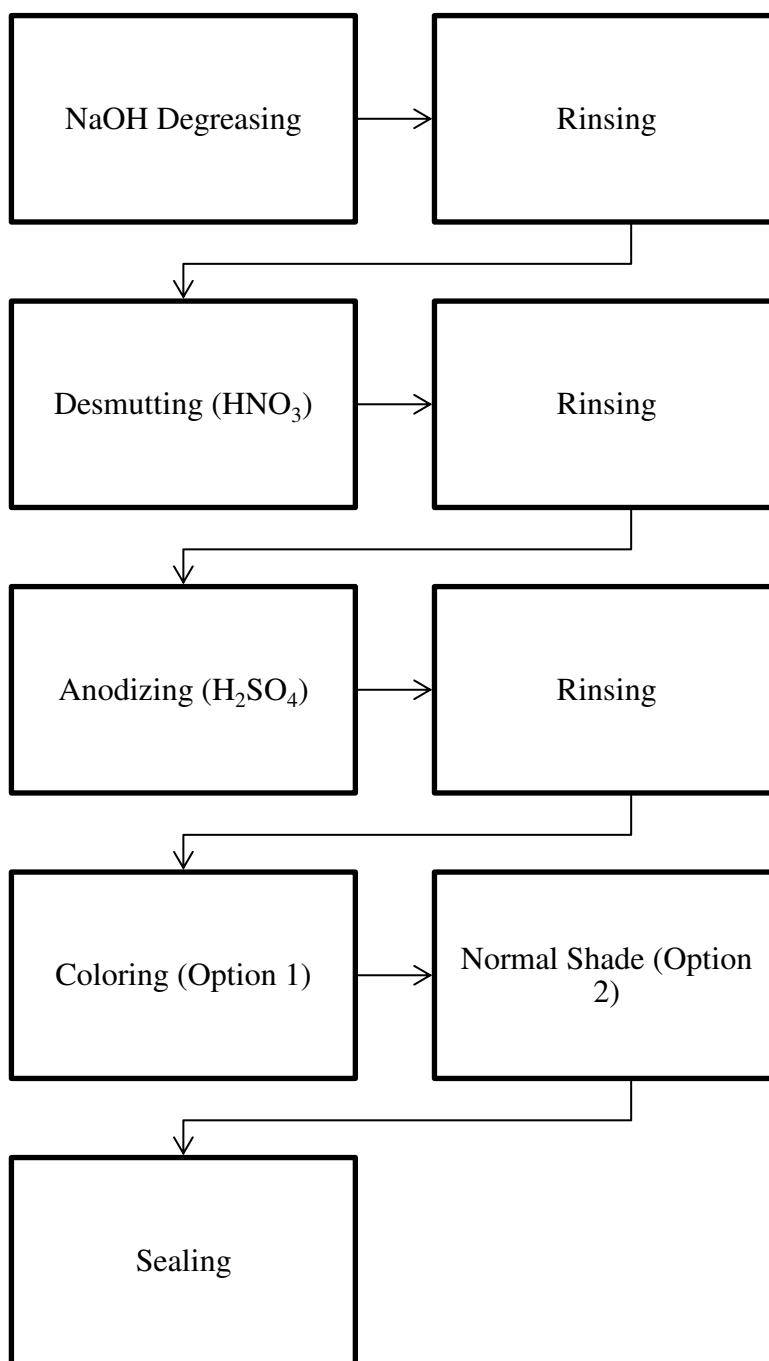 NaOH Degreasing
Rinsing
Desmutting (HNO₃)
Rinsing
Anodizing (H₂SO₄)
Rinsing
Coloring (Option 1)
Normal Shade (Option
2)
Sealing